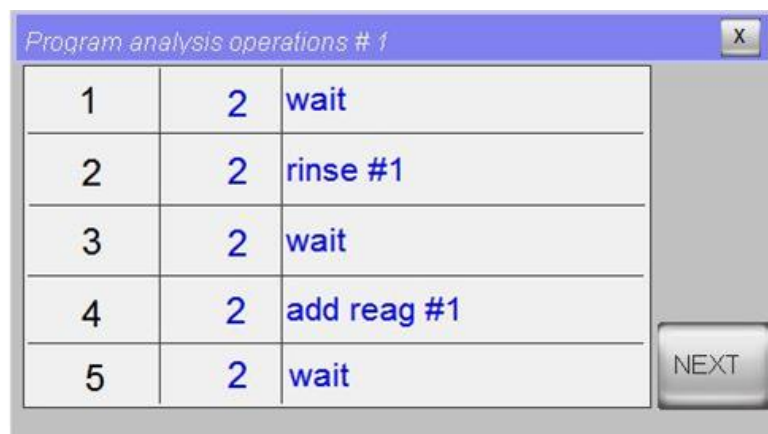 Program analysis operations # 1 X
1 2 wait
2 2 rinse #1
3 2 wait
4 2 add reag #1
5 2 wait
NEXT